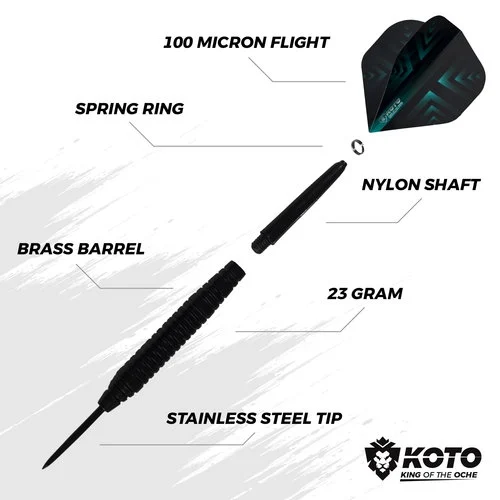 100 MICRON FLIGHT
SPRING RING
NYLON SHAFT
BRASS BARREL
23 GRAM
STAINLESS STEEL TIP
KOTO
KING OF THE OCHE